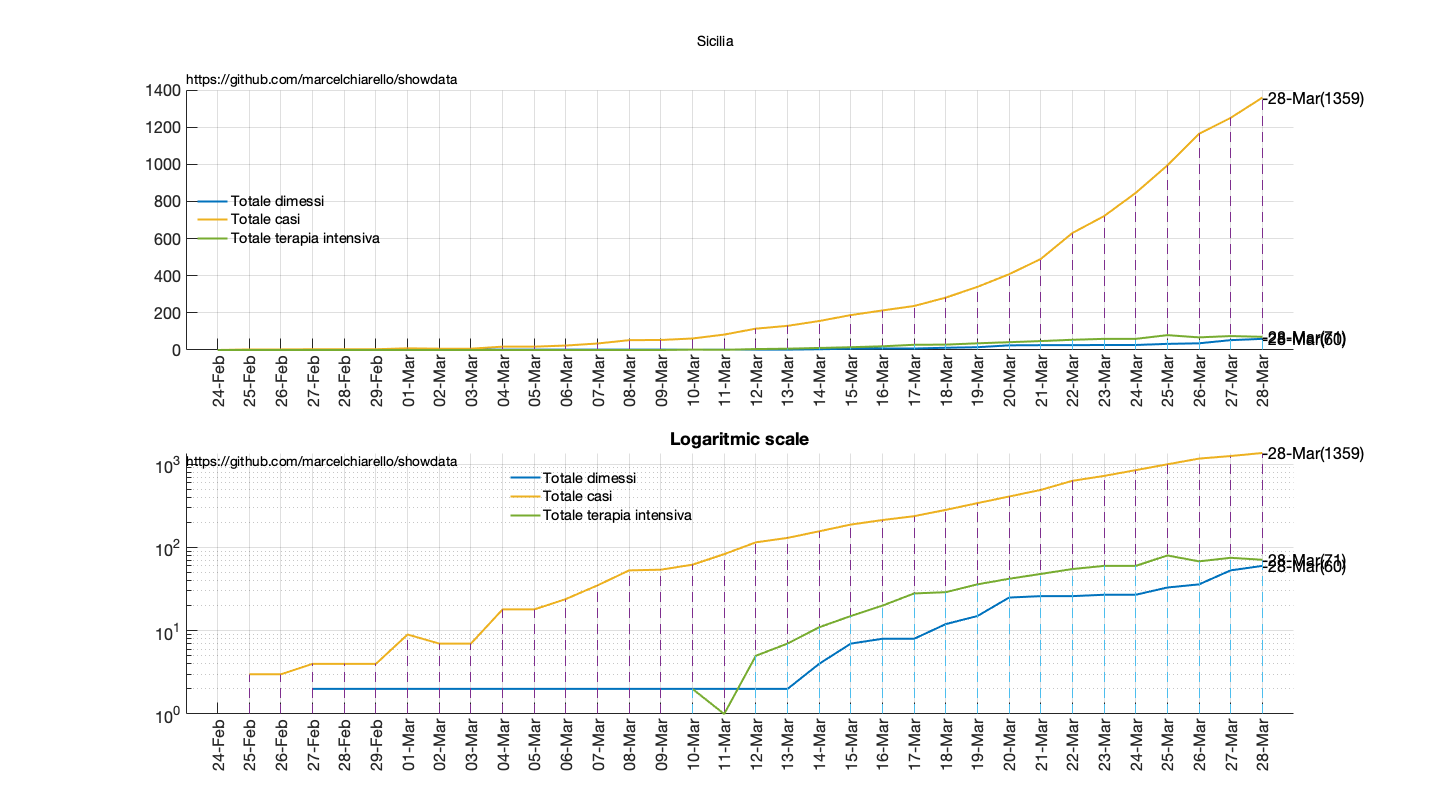 Sicilia
https://github.com/marcelchiarello/showdata
1400
1200
1000
800
600
400
200
0
Totale dimessi
Totale casi
Totale terapia intensiva
-28-Mar(1359)
-28-Mar(71)
-28-Mar(60)
24-Feb
25-Feb
26-Feb
27-Feb
28-Feb
29-Feb
01-Mar
02-Mar
03-Mar
04-Mar
05-Mar
06-Mar
07-Mar
08-Mar
09-Mar
10-Mar
11-Mar
12-Mar
13-Mar
14-Mar
15-Mar
16-Mar
17-Mar
18-Mar
19-Mar
20-Mar
21-Mar
22-Mar
23-Mar
24-Mar
25-Mar
26-Mar
27-Mar
28-Mar
Logaritmic scale
https://github.com/marcelchiarello/showdata
10³
10²
10¹
10⁰
Totale dimessi
Totale casi
Totale terapia intensiva
-28-Mar(1359)
-28-Mar(71)
-28-Mar(60)
24-Feb
25-Feb
26-Feb
27-Feb
28-Feb
29-Feb
01-Mar
02-Mar
03-Mar
04-Mar
05-Mar
06-Mar
07-Mar
08-Mar
09-Mar
10-Mar
11-Mar
12-Mar
13-Mar
14-Mar
15-Mar
16-Mar
17-Mar
18-Mar
19-Mar
20-Mar
21-Mar
22-Mar
23-Mar
24-Mar
25-Mar
26-Mar
27-Mar
28-Mar